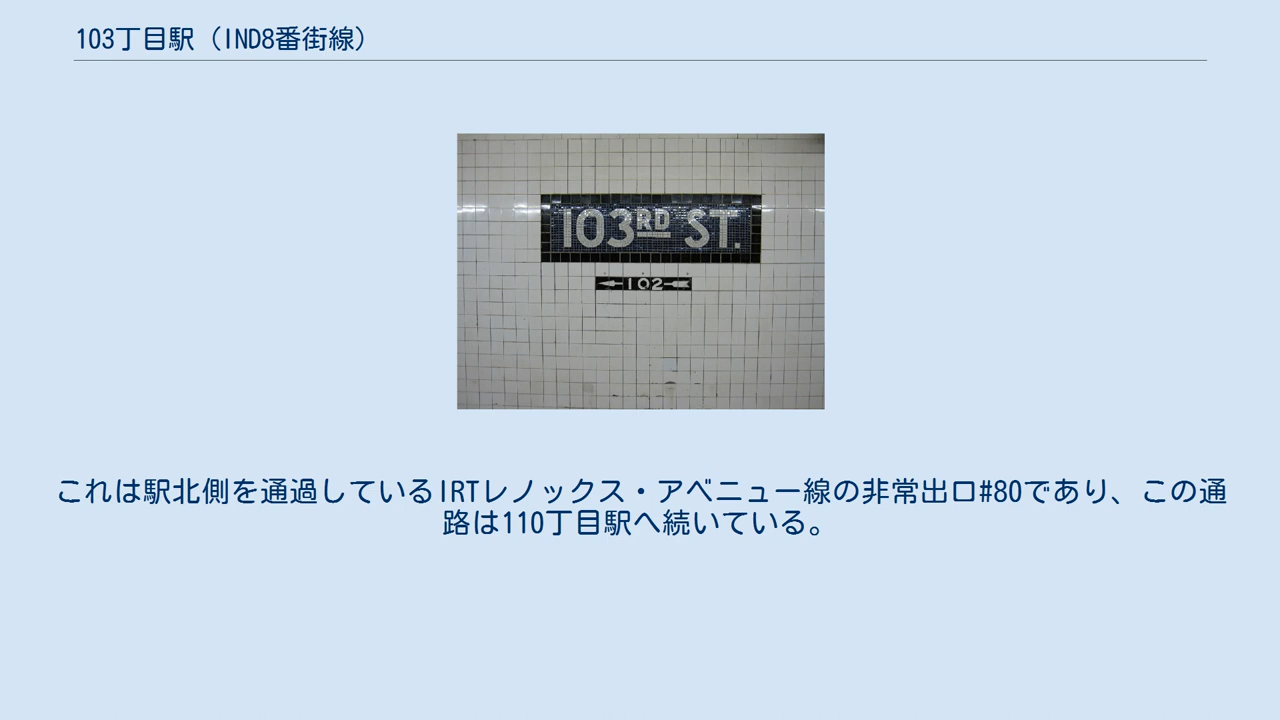 103丁目駅（IND8番街線）
103RD ST.
102
これは駅北側を通過しているIRTレノックス・アベニュー線の非常出口#80であり、この通
路は110丁目駅へ続いている。